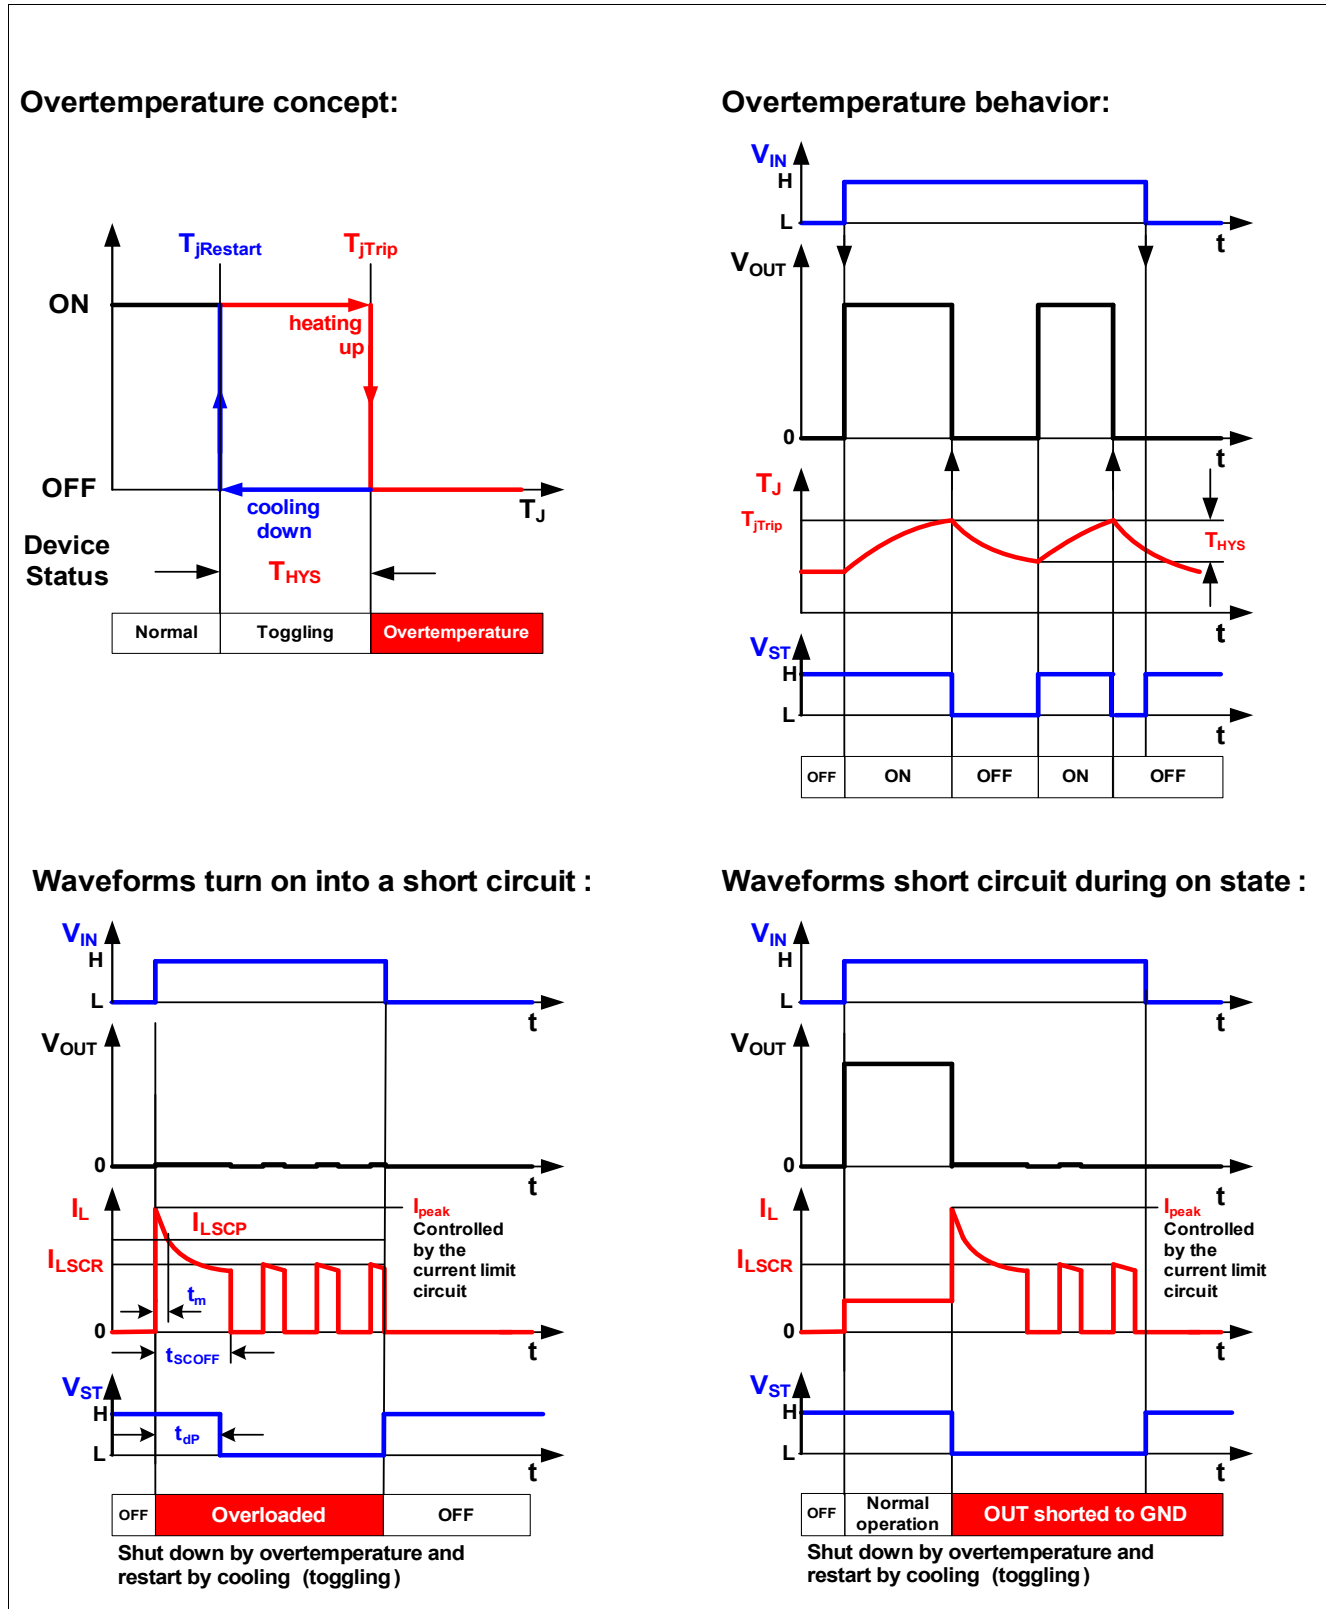 Overtemperature concept:
TjRestart
TjTrip
ON
heating
up
OFF
cooling
down
TJ
Device
Status
THYS
Normal
Toggling
Overtemperature
Overtemperature behavior:
VIN
H
L
t
VOUT
0
t
TJ
TjTrip
THYS
t
VST
H
L
t
OFF
ON
OFF
ON
OFF
Waveforms turn on into a short circuit :
VIN
H
L
t
VOUT
0
t
IL
Ipeak
ILSCP
Controlled
by the
current limit
circuit
ILSCR
tm
0
t
tSCOFF
VST
H
tdP
L
t
OFF
Overloaded
OFF
Shut down by overtemperature and
restart by cooling (toggling)
Waveforms short circuit during on state :
VIN
H
L
t
VOUT
0
t
IL
Ipeak
Controlled
by the
current limit
circuit
ILSCR
0
t
VST
H
L
t
OFF
Normal
operation
OUT shorted to GND
Shut down by overtemperature and
restart by cooling (toggling)